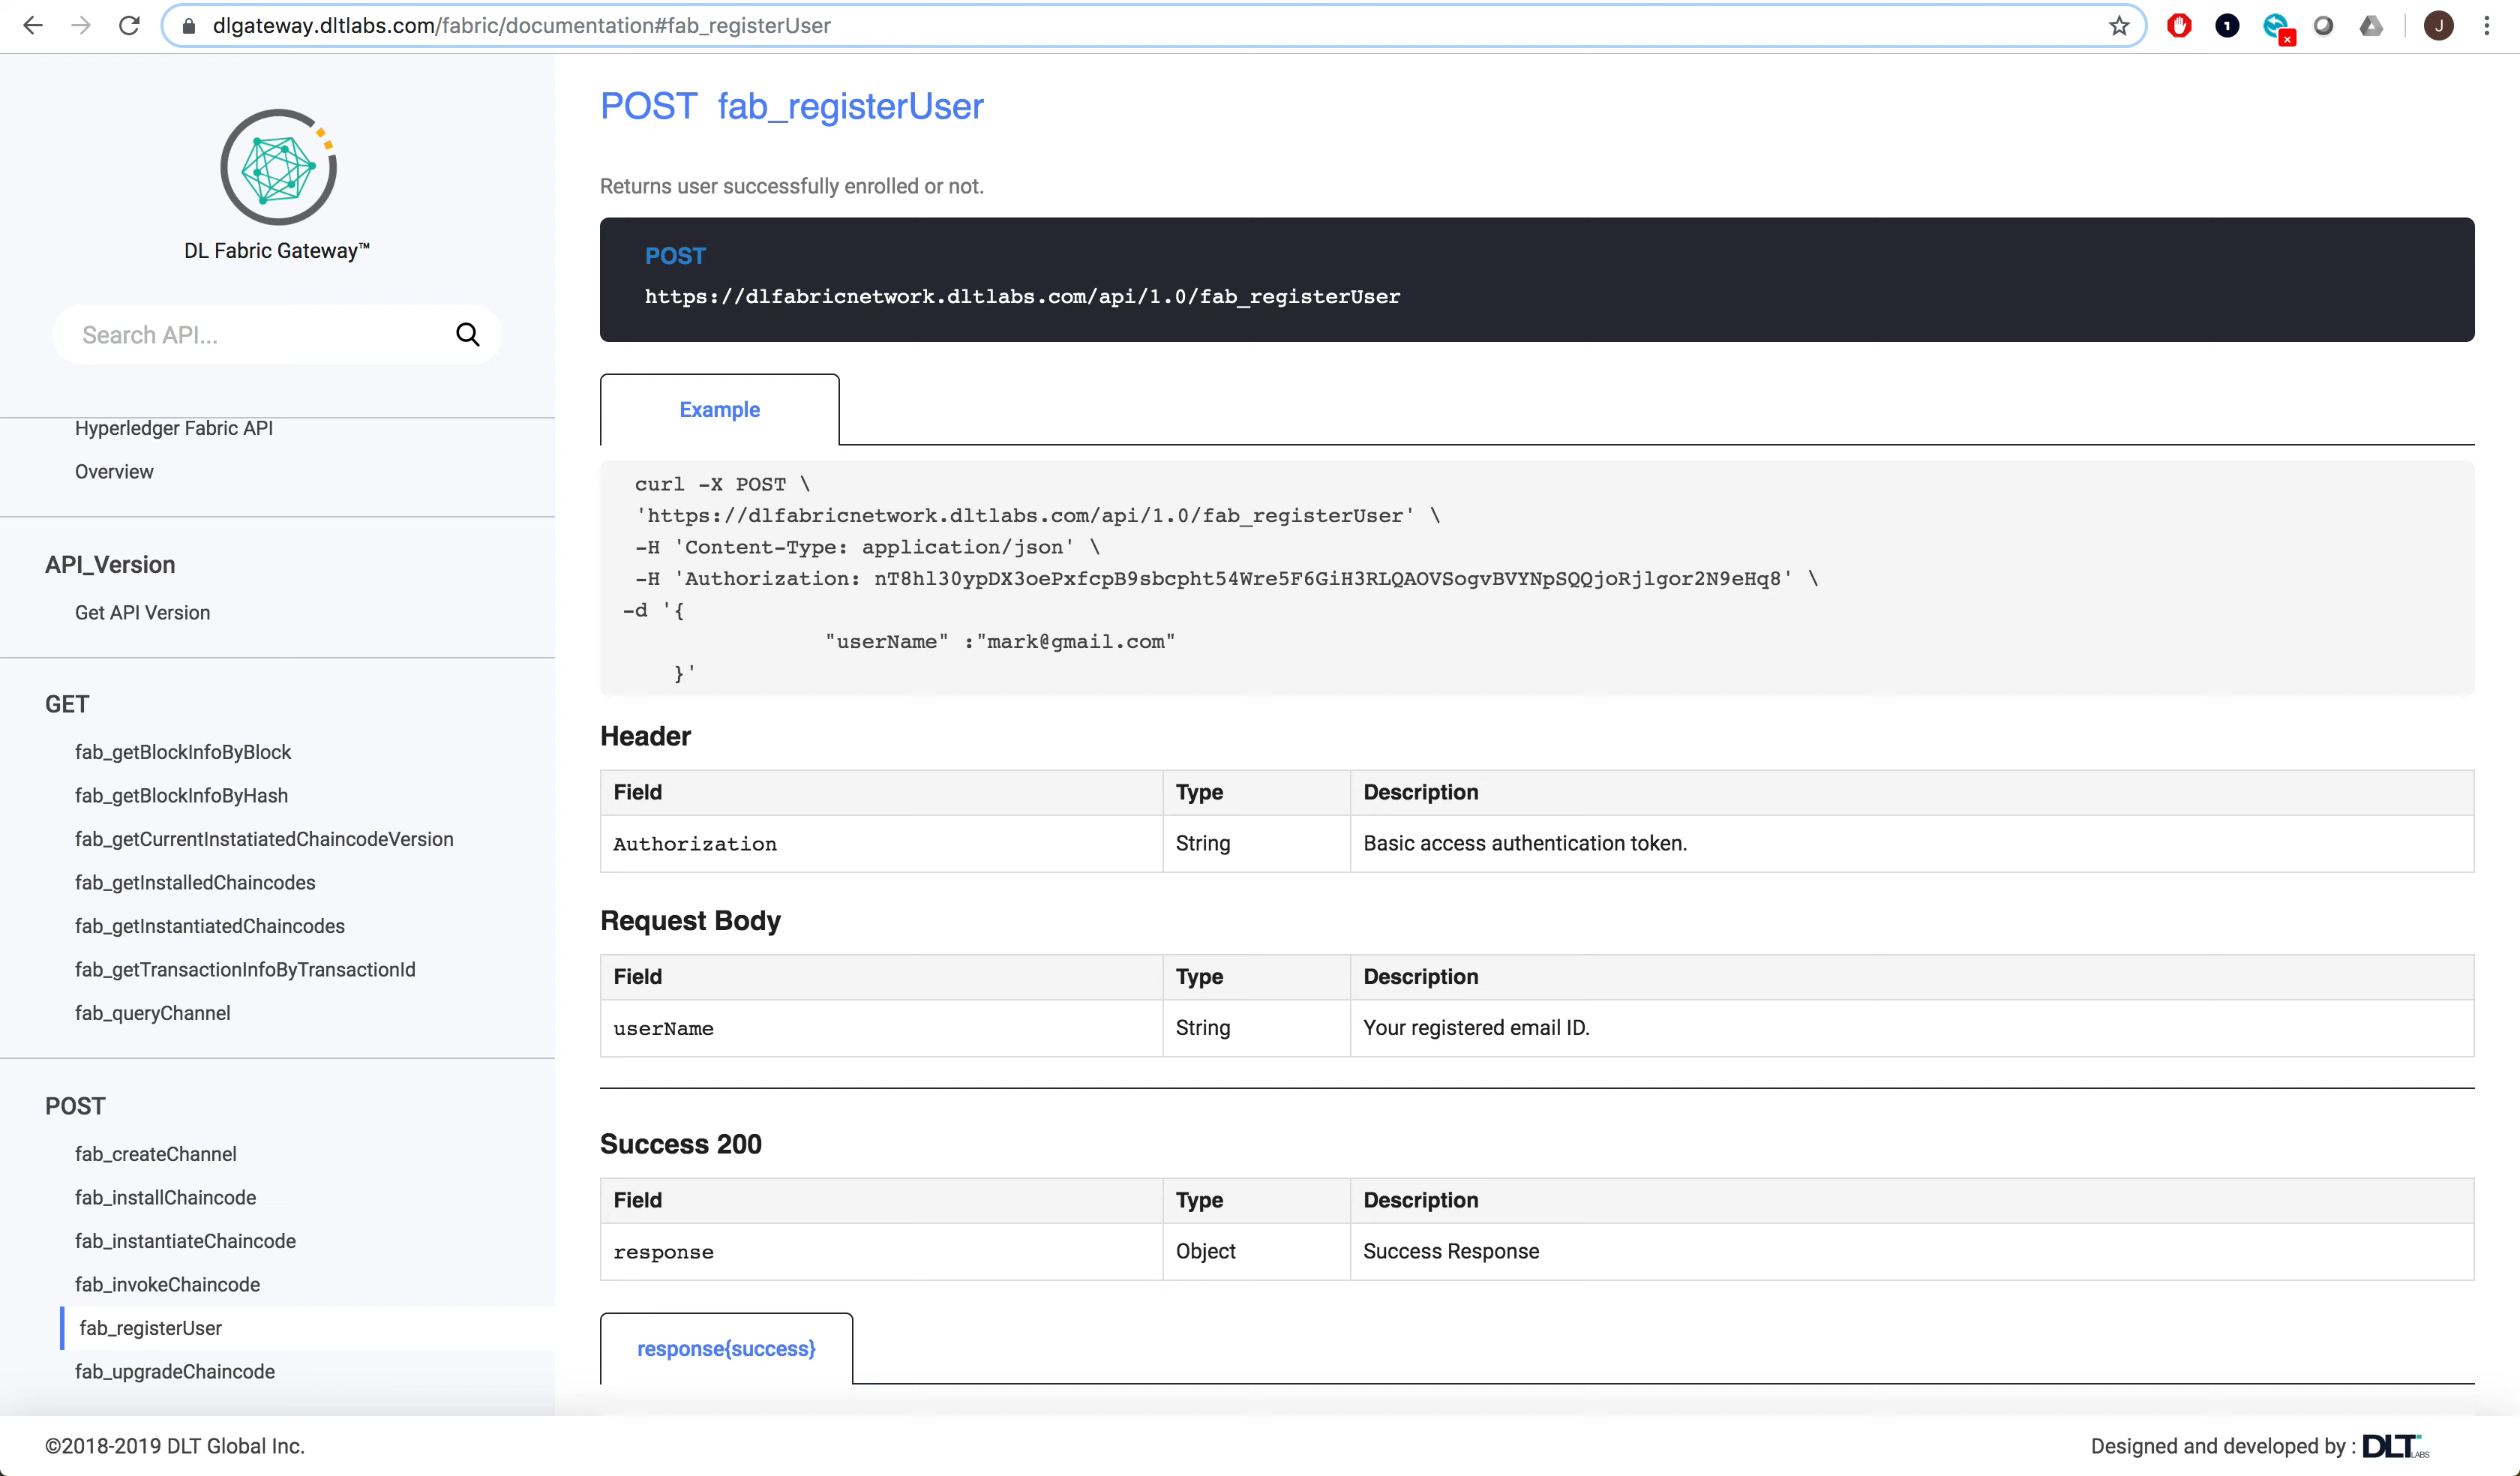 dlgateway.dltlabs.com/fabric/documentation#fab_registerUser
1
J
DL Fabric Gateway™
Search API...
Hyperledger Fabric API
Overview
API_Version
Get API Version
GET
fab_getBlockInfoByBlock
fab_getBlockInfoByHash
fab_getCurrentInstatiatedChaincodeVersion
fab_getInstalledChaincodes
fab_getInstantiatedChaincodes
fab_getTransactionInfoByTransactionId
fab_queryChannel
POST
fab_createChannel
fab_installChaincode
fab_instantiateChaincode
fab_invokeChaincode
fab_registerUser
fab_upgradeChaincode
POST fab_registerUser
Returns user successfully enrolled or not.
POST
https://dlfabricnetwork.dltlabs.com/api/1.0/fab_registerUser
Example
curl -X POST \
'https://dlfabricnetwork.dltlabs.com/api/1.0/fab_registerUser' \
-H 'Content-Type: application/json' \
-H 'Authorization: nT8hl30ypDX3oePxfcpB9sbcpht54Wre5F6GiH3RLQAOVSogvBVYNpSQQjoRjlgor2N9eHq8' \
-d '{
"userName" :"mark@gmail.com"
}'
Header
Field Type Description
Authorization String Basic access authentication token.
Request Body
Field Type Description
userName String Your registered email ID.
Success 200
Field Type Description
response Object Success Response
response{success}
©2018-2019 DLT Global Inc.
Designed and developed by : DLT LABS